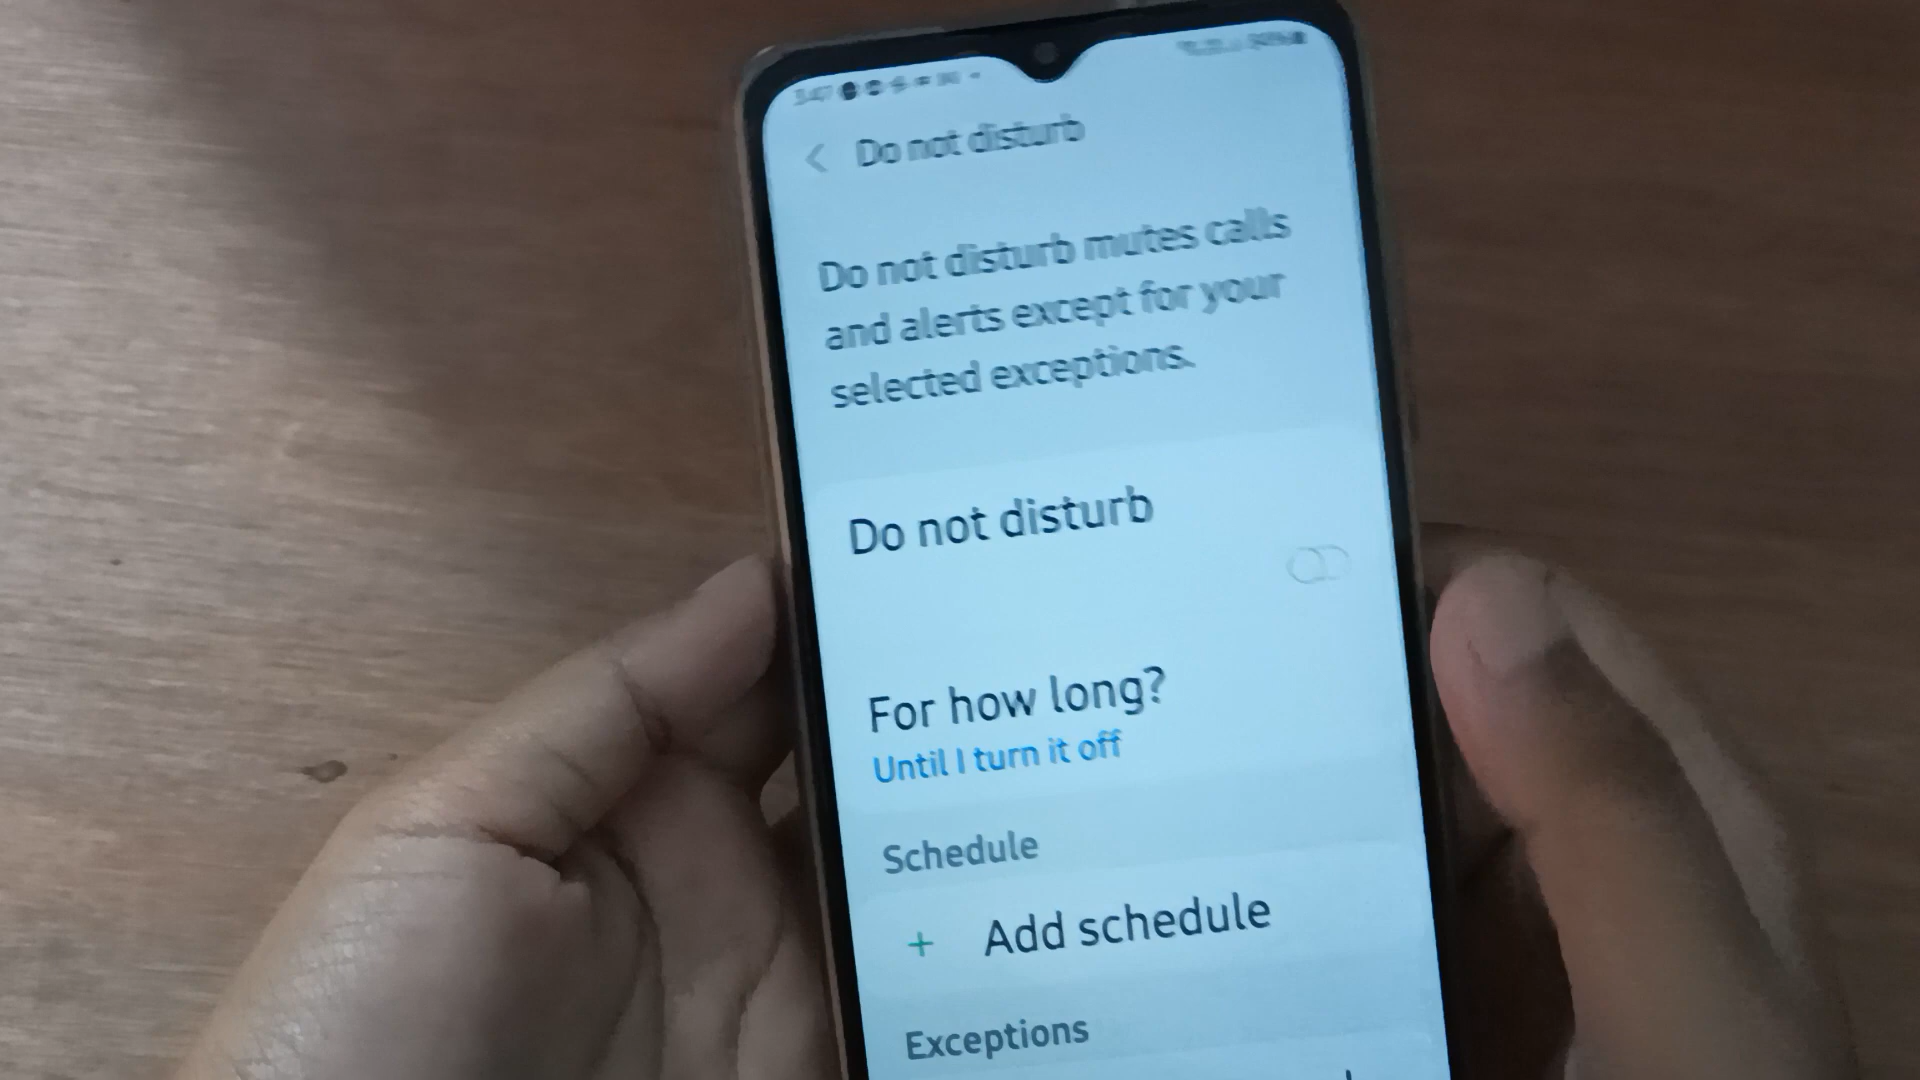 Do not disturb
Do not disturb mutes calls
and alerts except for your
selected exceptions.
Do not disturb
For how long?
Until I turn it off
Schedule
+ Add schedule
Exceptions